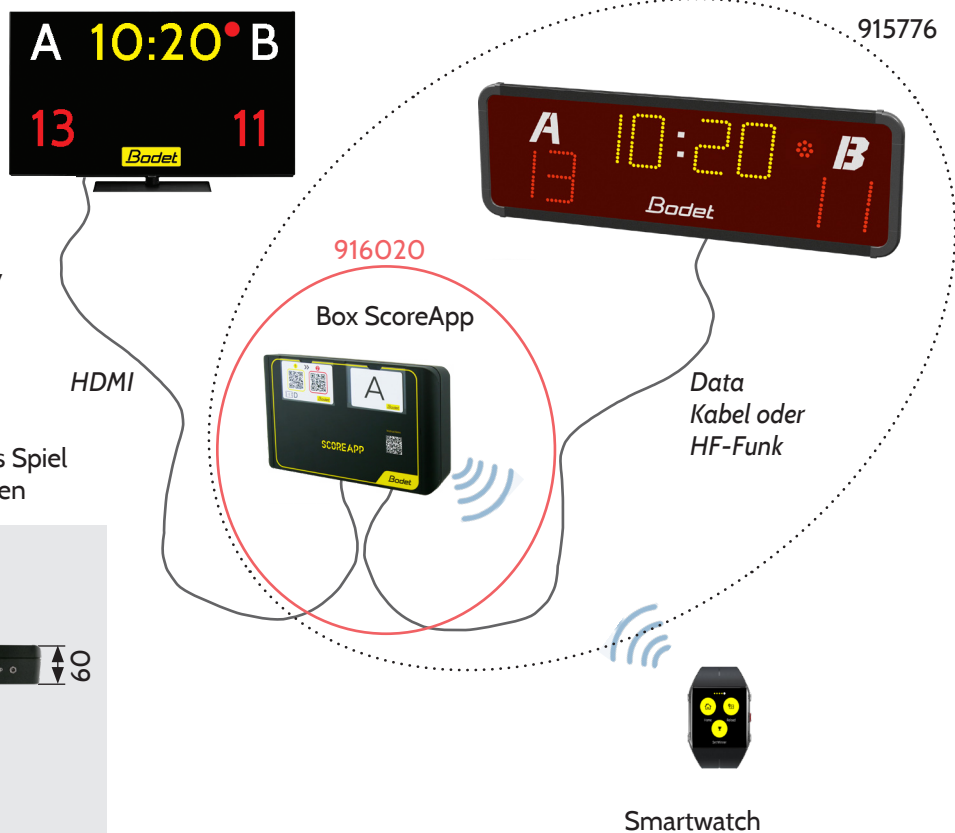 A 10:20 B
13 11
Bodet
915776
A 10:20 B
13 11
Bodet
916020
Box ScoreApp
A
Bodet
SCOREAPP
Bodet
HDMI
Data
Kabel oder
HF-Funk
s Spiel
en
60
Smartwatch